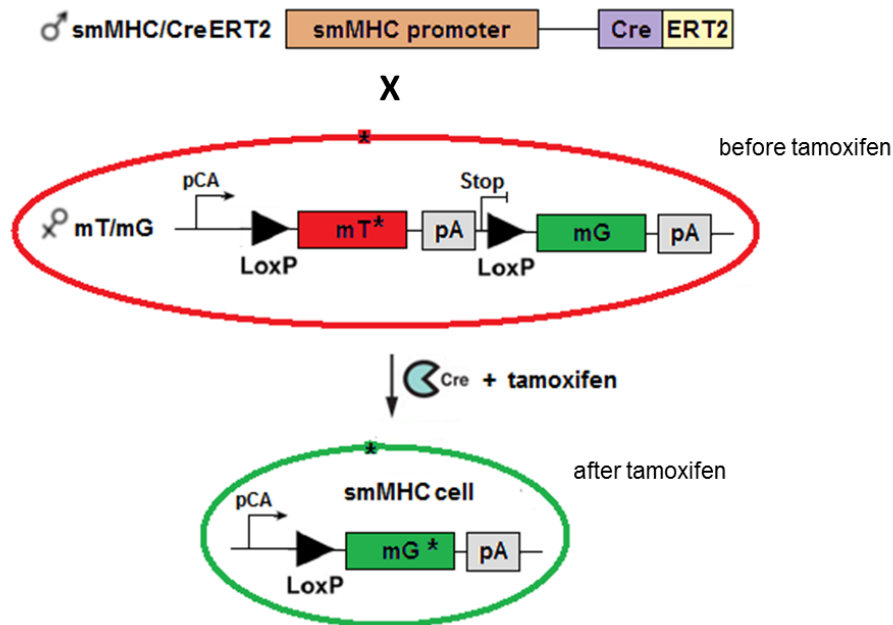 ♂ smMHC/CreERT2 smMHC promoter Cre ERT2
X
*
before tamoxifen
pCA Stop
♀ mT/mG mT* pA mG pA
LoxP LoxP
Cre + tamoxifen
*
after tamoxifen
smMHC cell
pCA
mG * pA
LoxP